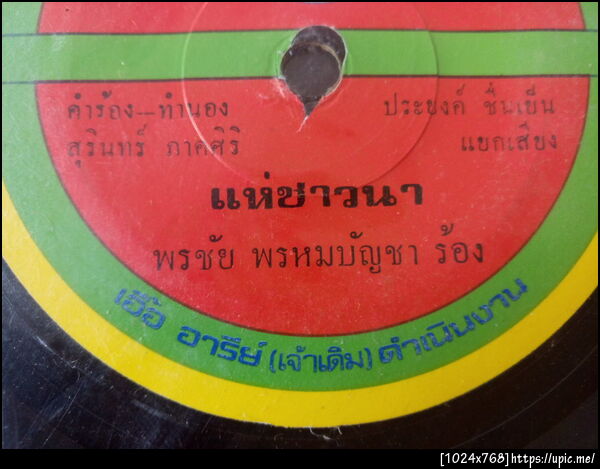 คำร้อง-ทำนอง
สุรินทร์ ภาคศิริ
ประยงค์ ชื่นเย็น
แยกเสียง
แห่ชาวนา
พรชัย พรหมบัญชา ร้อง
เฮ็อ อารีย์ (เจ้าเดิม) ดำเนินงาน
[1024x768]https://upic.me/